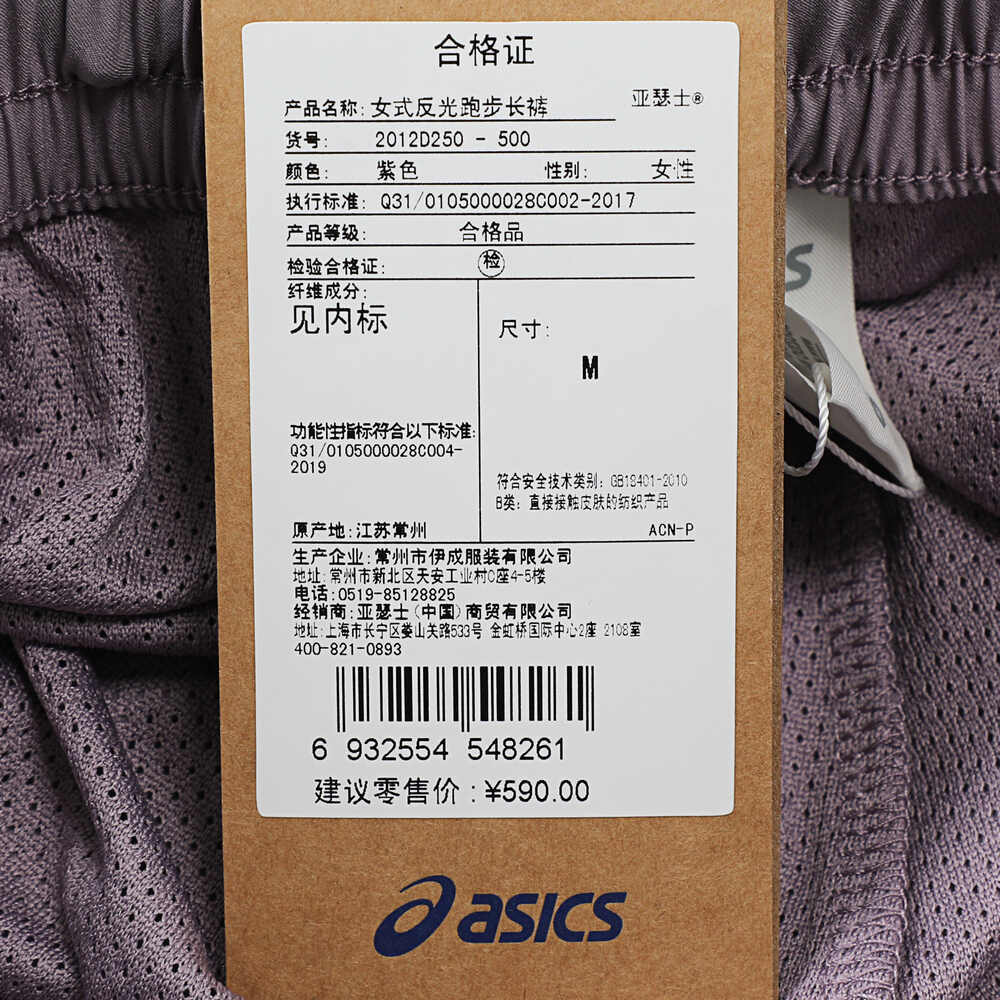 合格证
亚瑟士®
产品名称: 女式反光跑步长裤
货号: 2012D250 - 500
颜色: 紫色 性别: 女性
执行标准: Q31/0105000028C002-2017
产品等级: 合格品
检验合格证: 检
纤维成分:
见内标
尺寸:
M
功能性指标符合以下标准:
Q31/0105000028C004-
2019
符合安全技术类别: GB18401-2010
B类: 直接接触皮肤的纺织产品
原产地: 江苏常州
ACN-P
生产企业: 常州市伊成服装有限公司
地址: 常州市新北区天安工业村C座4-5楼
电话: 0519-85128825
经销商: 亚瑟士(中国)商贸有限公司
地址: 上海市长宁区娄山关路533号 金虹桥国际中心2座 2108室
400-821-0893
6 932554 548261
建议零售价 : ¥590.00
asics